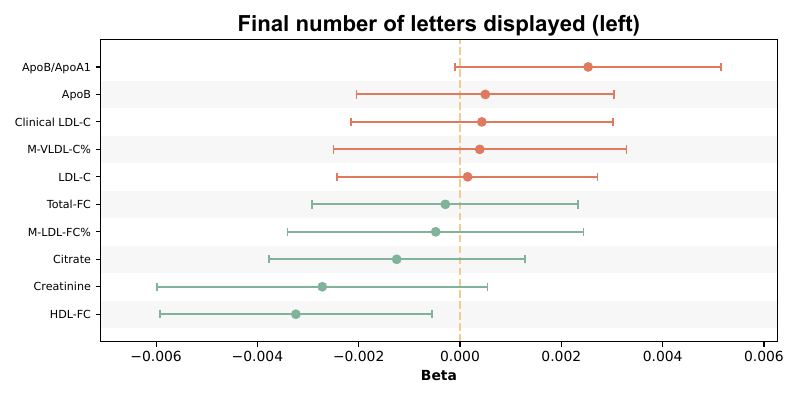 Final number of letters displayed (left)
ApoB/ApoA1
ApoB
Clinical LDL-C
M-VLDL-C%
LDL-C
Total-FC
M-LDL-FC%
Citrate
Creatinine
HDL-FC
−0.006 −0.004 −0.002 0.000 0.002 0.004 0.006
Beta